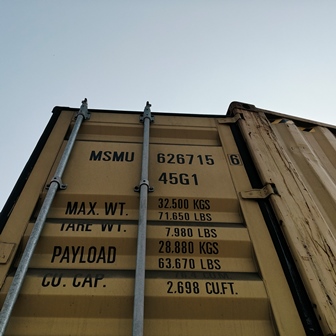 MSMU 626715 6
45G1
MAX. WT. 32.500 KGS
71.650 LBS
TARE WT. 7.980 LBS
PAYLOAD 28.880 KGS
63.670 LBS
CU. CAP.
2.698 CU.FT.